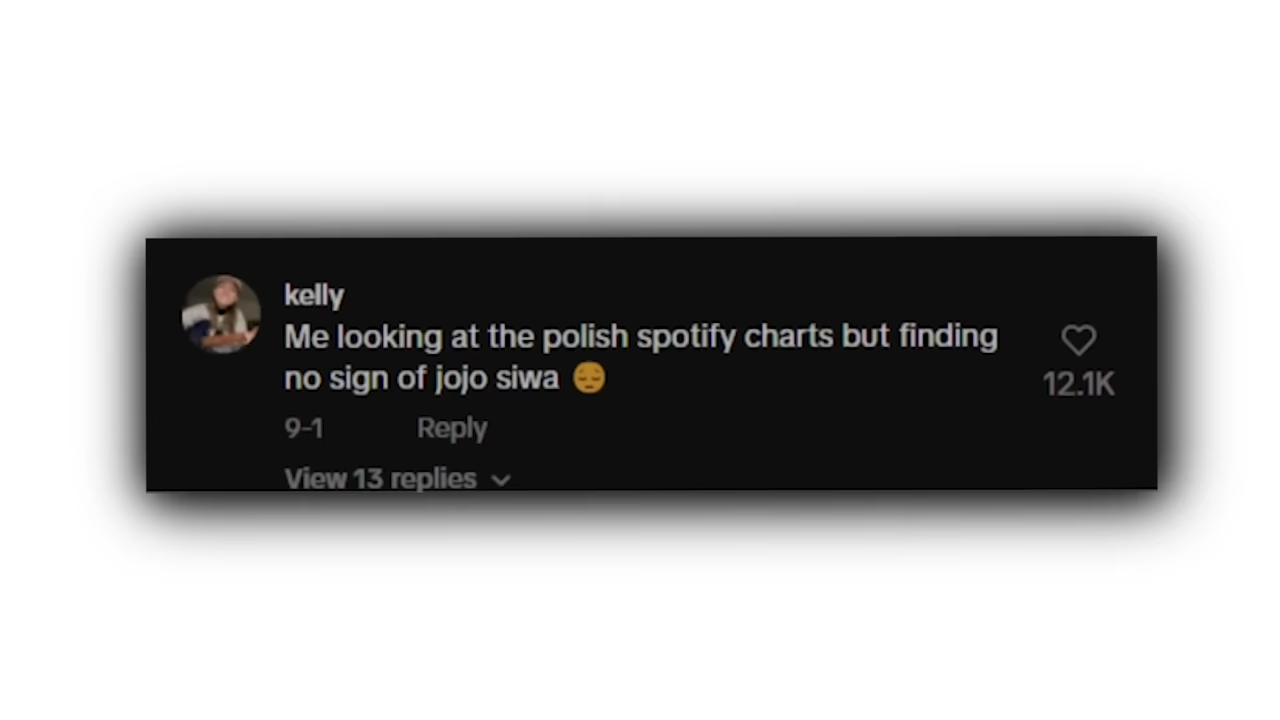 kelly
Me looking at the polish spotify charts but finding
no sign of jojo siwa 😔
12.1K
9-1 Reply
View 13 replies